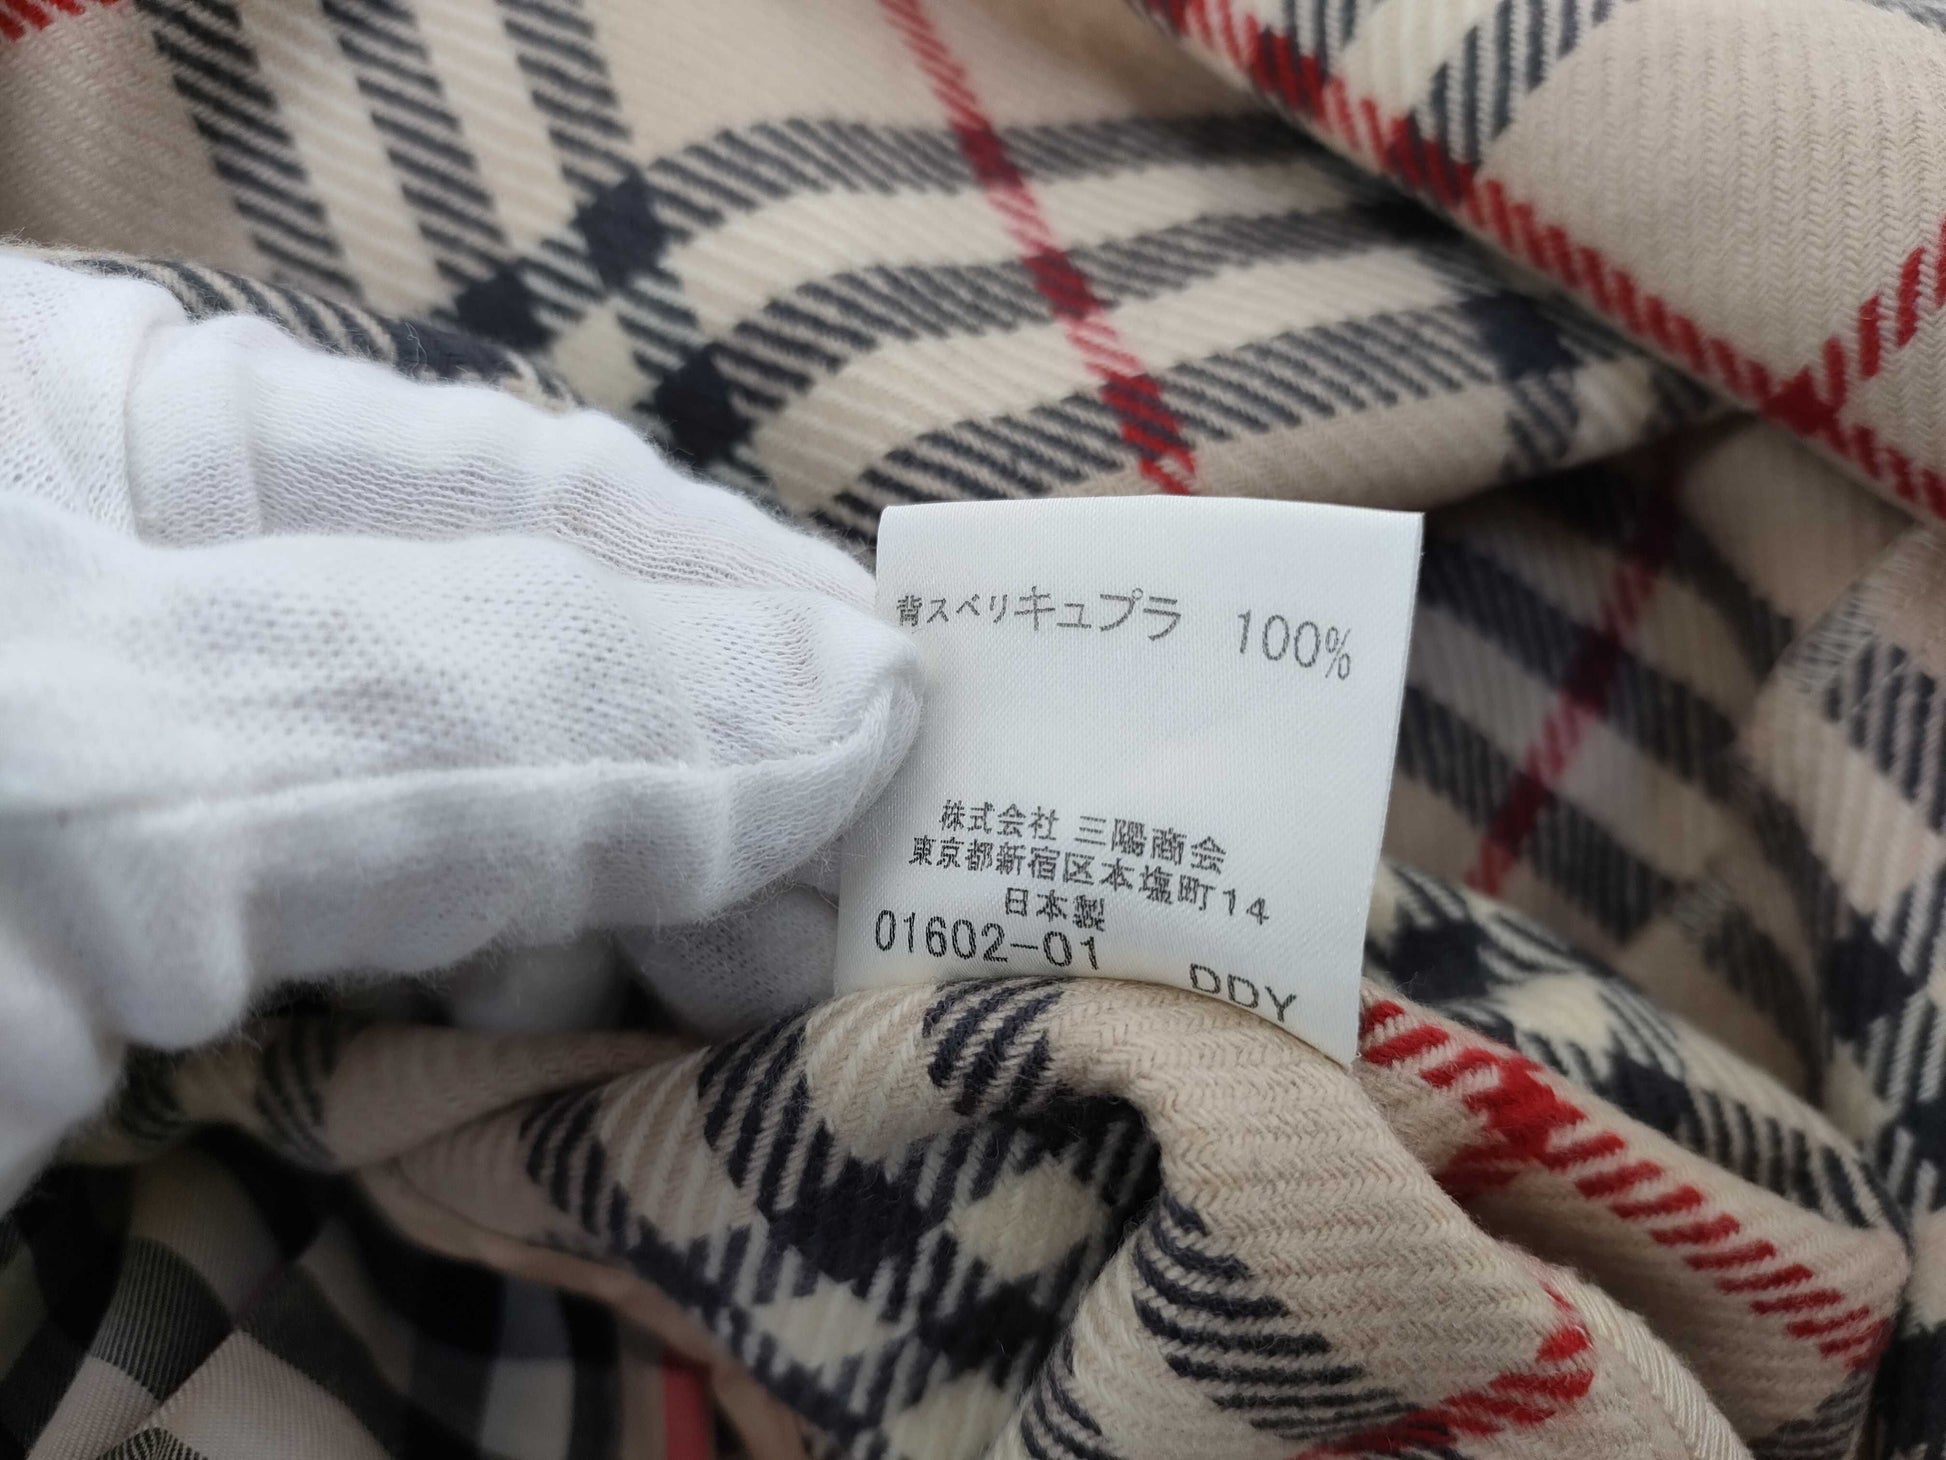 背スベリキュプラ 100%
株式会社 三陽商会
東京都新宿区本塩町14
日本製
01602-01 DDY